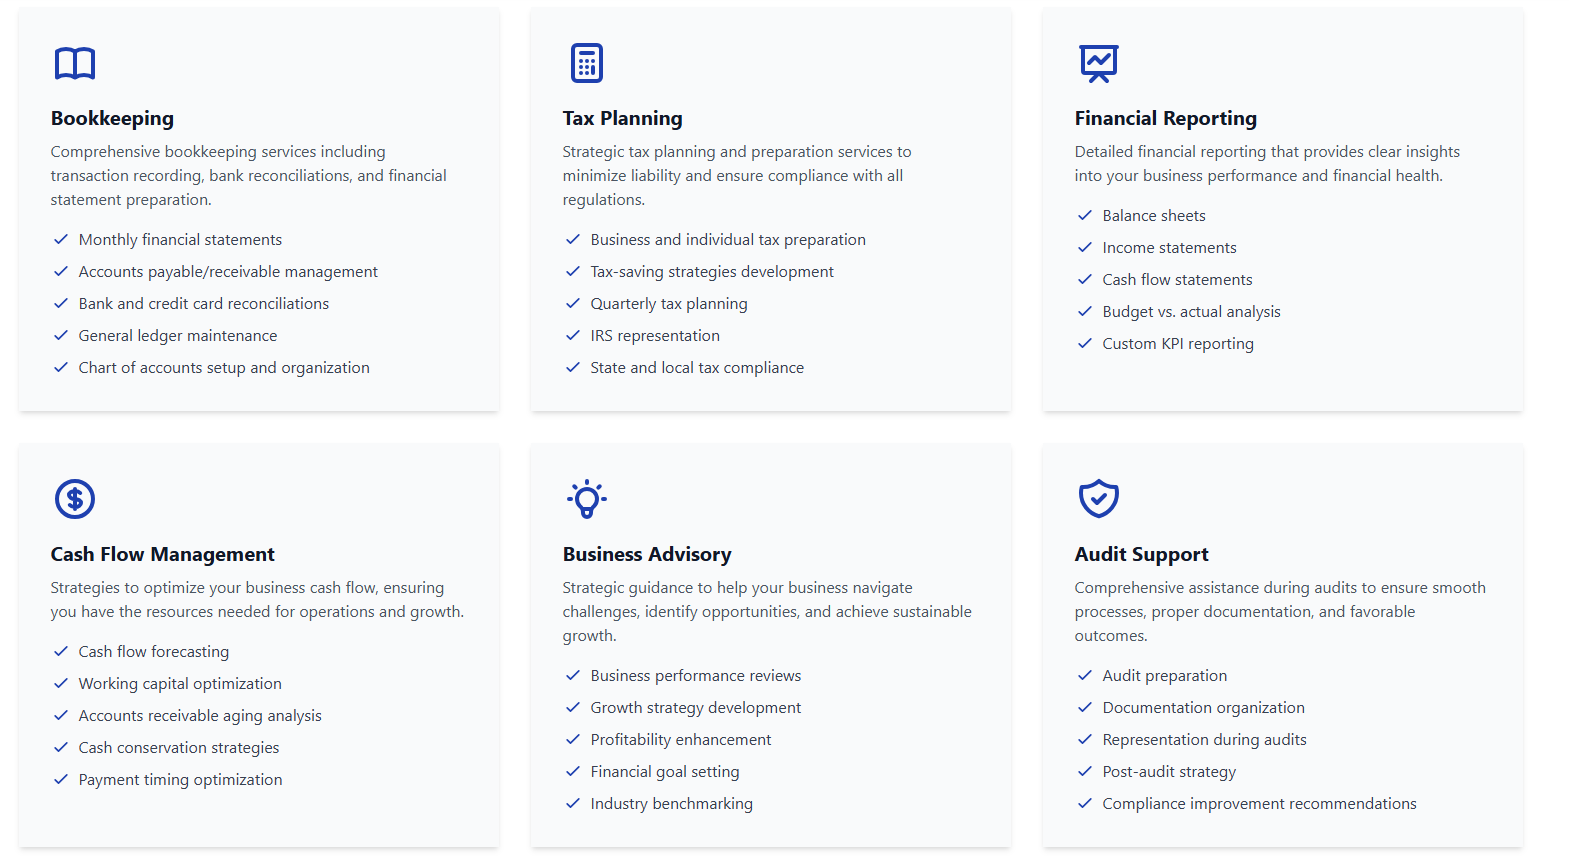 Bookkeeping
Comprehensive bookkeeping services including
transaction recording, bank reconciliations, and financial
statement preparation.
Monthly financial statements
Accounts payable/receivable management
Bank and credit card reconciliations
General ledger maintenance
Chart of accounts setup and organization
Tax Planning
Strategic tax planning and preparation services to
minimize liability and ensure compliance with all
regulations.
Business and individual tax preparation
Tax-saving strategies development
Quarterly tax planning
IRS representation
State and local tax compliance
Financial Reporting
Detailed financial reporting that provides clear insights
into your business performance and financial health.
Balance sheets
Income statements
Cash flow statements
Budget vs. actual analysis
Custom KPI reporting
Cash Flow Management
Strategies to optimize your business cash flow, ensuring
you have the resources needed for operations and growth.
Cash flow forecasting
Working capital optimization
Accounts receivable aging analysis
Cash conservation strategies
Payment timing optimization
Business Advisory
Strategic guidance to help your business navigate
challenges, identify opportunities, and achieve sustainable
growth.
Business performance reviews
Growth strategy development
Profitability enhancement
Financial goal setting
Industry benchmarking
Audit Support
Comprehensive assistance during audits to ensure smooth
processes, proper documentation, and favorable
outcomes.
Audit preparation
Documentation organization
Representation during audits
Post-audit strategy
Compliance improvement recommendations